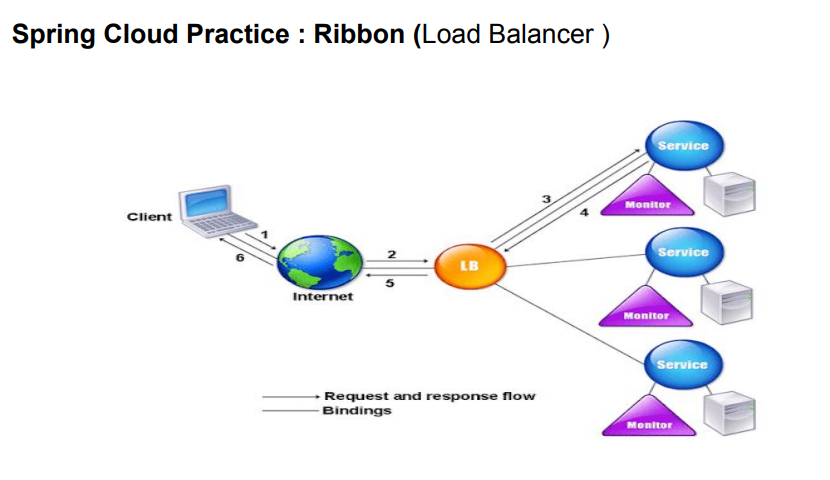 Spring Cloud Practice : Ribbon (Load Balancer )
Service
3
Monitor
4
Client
1
6
2
Service
LB
5
Internet
Monitor
Service
Request and response flow
Bindings
Monitor